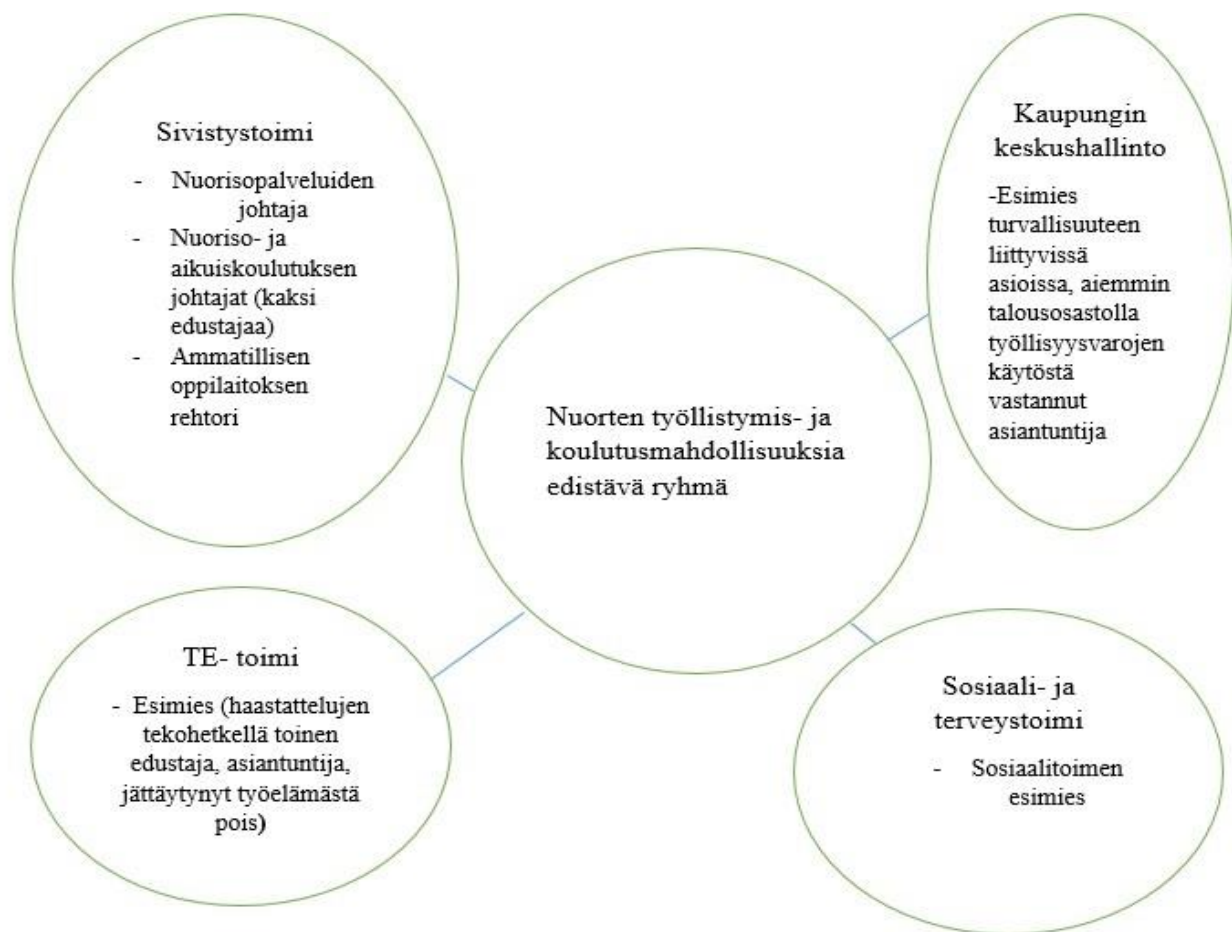 Sivistystoimi
- Nuorisopalveluiden
johtaja
- Nuoriso- ja
aikuiskoulutuksen
johtajat (kaksi
edustajaa)
- Ammatillisen
oppilaitoksen
rehtori
Kaupungin
keskushallinto
-Esimies
turvallisuuteen
liittyvissä
asioissa, aiemmin
talousosastolla
työllisyysvarojen
käytöstä
vastannut
asiantuntija
Nuorten työllistymis- ja
koulutusmahdollisuuksia
edistävä ryhmä
TE- toimi
- Esimies (haastattelujen
tekohetkellä toinen
edustaja, asiantuntija,
jättäytynyt työelämästä
pois)
Sosiaali- ja
terveystoimi
- Sosiaalitoimen
esimies